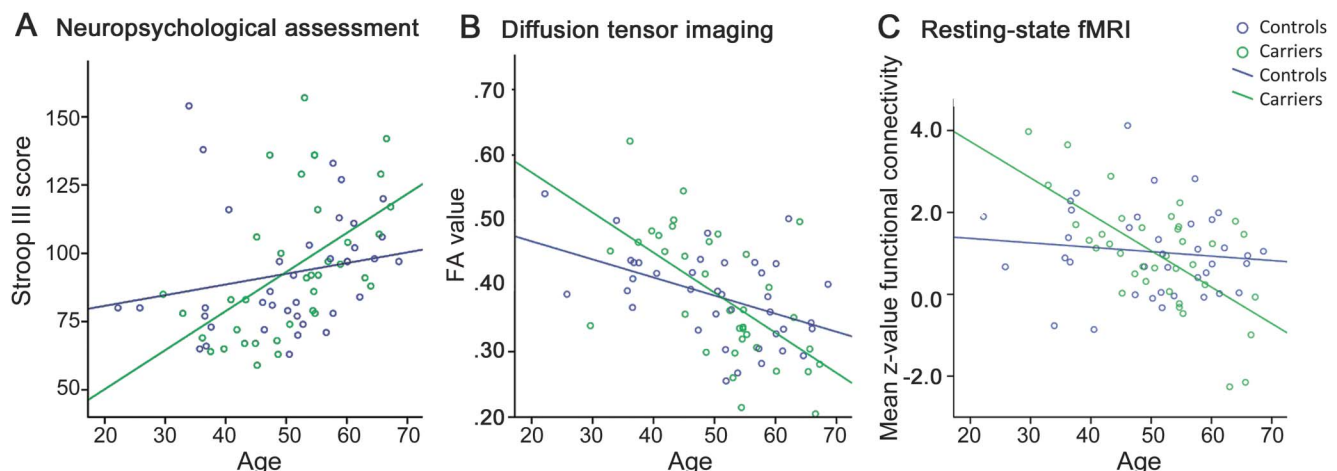 A Neuropsychological assessment
Stroop III score
150
125
100
75
50
20 30 40 50 60 70
Age
B Diffusion tensor imaging
FA value
.70
.60
.50
.40
.30
.20
20 30 40 50 60 70
Age
C Resting-state fMRI
Mean z-value functional connectivity
4.0
2.0
0.0
-2.0
20 30 40 50 60 70
Age
Controls
Carriers
Controls
Carriers